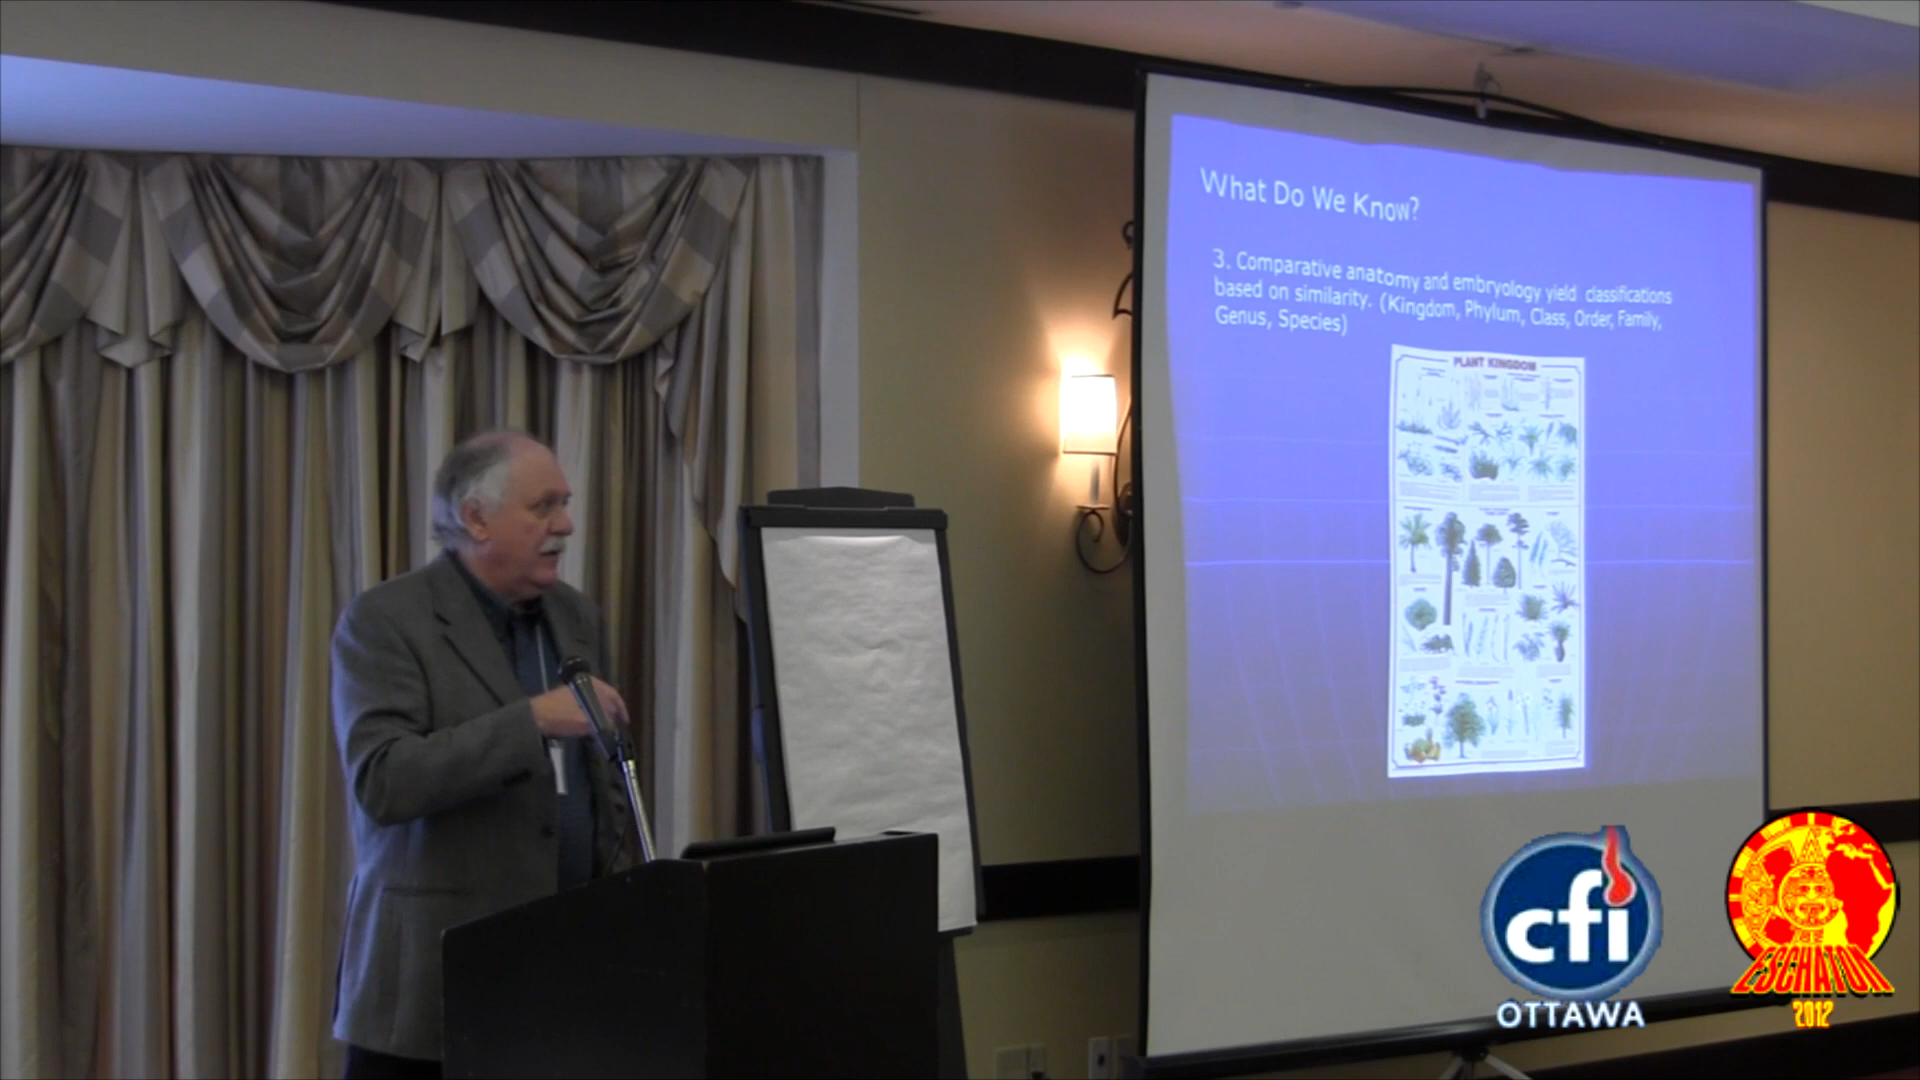 What Do We Know?
3. Comparative anatomy and embryology yield classifications
based on similarity. (Kingdom, Phylum, Class, Order, Family,
Genus, Species)
PLANT KINGDOM
cfi
OTTAWA
ESCHATON
2012